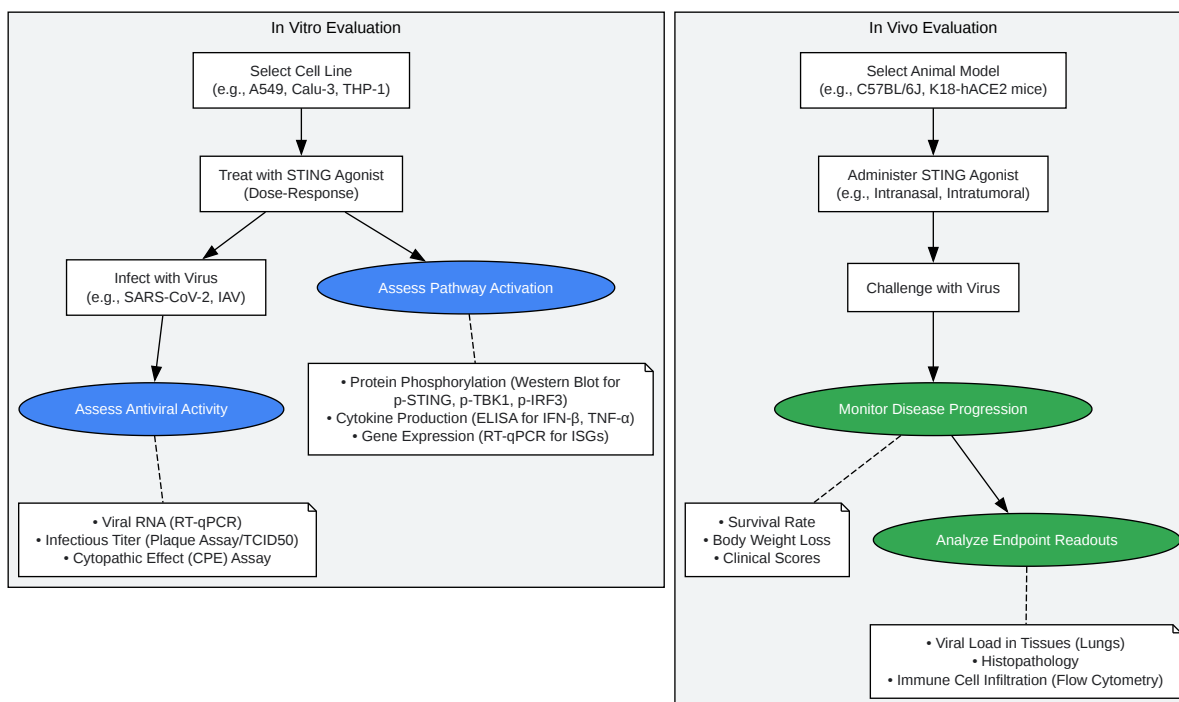 In Vitro Evaluation
Select Cell Line
(e.g., A549, Calu-3, THP-1)
Treat with STING Agonist
(Dose-Response)
Infect with Virus
(e.g., SARS-CoV-2, IAV)
Assess Pathway Activation
• Protein Phosphorylation (Western Blot for
p-STING, p-TBK1, p-IRF3)
• Cytokine Production (ELISA for IFN-β, TNF-α)
• Gene Expression (RT-qPCR for ISGs)
Assess Antiviral Activity
• Viral RNA (RT-qPCR)
• Infectious Titer (Plaque Assay/TCID50)
• Cytopathic Effect (CPE) Assay
In Vivo Evaluation
Select Animal Model
(e.g., C57BL/6J, K18-hACE2 mice)
Administer STING Agonist
(e.g., Intranasal, Intratumoral)
Challenge with Virus
Monitor Disease Progression
• Survival Rate
• Body Weight Loss
• Clinical Scores
Analyze Endpoint Readouts
• Viral Load in Tissues (Lungs)
• Histopathology
• Immune Cell Infiltration (Flow Cytometry)